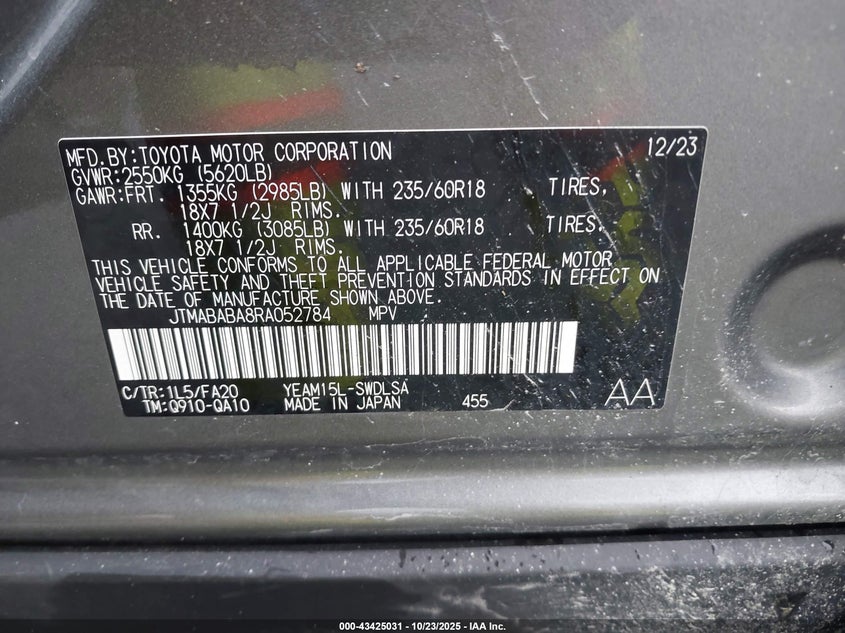 MFD.BY:TOYOTA MOTOR CORPORATION 12/23
GVWR:2550KG (5620LB)
GAWR:FRT. 1355KG (2985LB) WITH 235/60R18 TIRES,
18X7 1/2J RIMS.
RR. 1400KG (3085LB) WITH 235/60R18 TIRES,
18X7 1/2J RIMS.
THIS VEHICLE CONFORMS TO ALL APPLICABLE FEDERAL MOTOR
VEHICLE SAFETY AND THEFT PREVENTION STANDARDS IN EFFECT ON
THE DATE OF MANUFACTURE SHOWN ABOVE.
JTMABABA8RA052784 MPV
C/TR:1L5/FA20 YEAM15L-SWDLSA AA
TM:Q910-QA10 MADE IN JAPAN 455
000-43425031 - 10/23/2025 - IAA Inc.